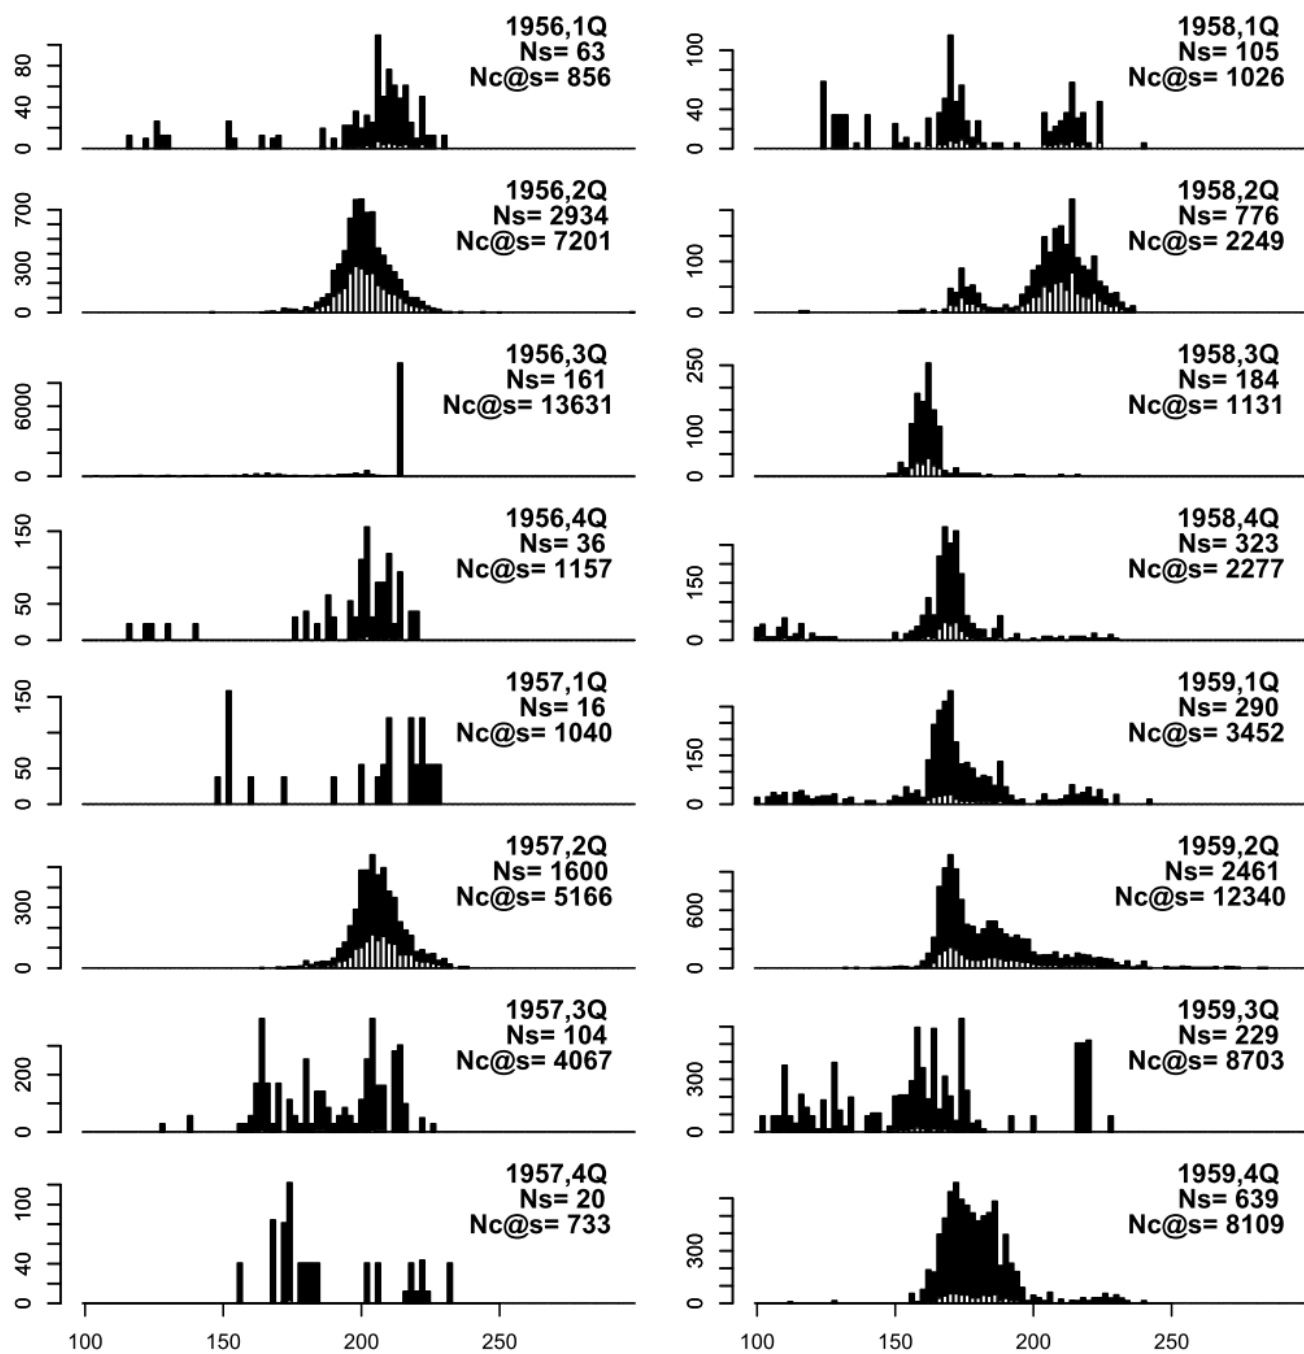 1956,1Q
Ns= 63
Nc@s= 856
0 40 80
1956,2Q
Ns= 2934
Nc@s= 7201
0 300 700
1956,3Q
Ns= 161
Nc@s= 13631
0 6000
1956,4Q
Ns= 36
Nc@s= 1157
0 50 150
1957,1Q
Ns= 16
Nc@s= 1040
0 50 150
1957,2Q
Ns= 1600
Nc@s= 5166
0 300
1957,3Q
Ns= 104
Nc@s= 4067
0 200
1957,4Q
Ns= 20
Nc@s= 733
0 40 100
100 150 200 250
1958,1Q
Ns= 105
Nc@s= 1026
0 40 100
1958,2Q
Ns= 776
Nc@s= 2249
0 100
1958,3Q
Ns= 184
Nc@s= 1131
0 100 250
1958,4Q
Ns= 323
Nc@s= 2277
0 150
1959,1Q
Ns= 290
Nc@s= 3452
0 150
1959,2Q
Ns= 2461
Nc@s= 12340
0 600
1959,3Q
Ns= 229
Nc@s= 8703
0 300
1959,4Q
Ns= 639
Nc@s= 8109
0 300
100 150 200 250